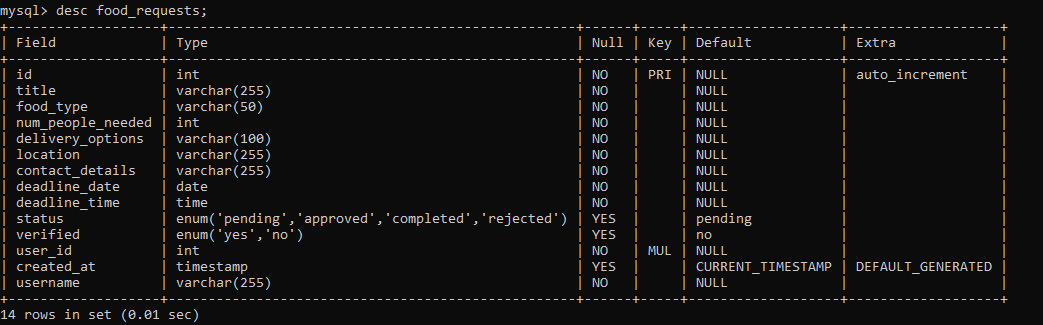 mysql> desc food_requests;
+-------------------+---------------------------------------------------+------+-----+-------------------+-------------------+
| Field             | Type                                              | Null | Key | Default           | Extra             |
+-------------------+---------------------------------------------------+------+-----+-------------------+-------------------+
| id                | int                                               | NO   | PRI | NULL              | auto_increment    |
| title             | varchar(255)                                      | NO   |     | NULL              |                   |
| food_type         | varchar(50)                                       | NO   |     | NULL              |                   |
| num_people_needed | int                                               | NO   |     | NULL              |                   |
| delivery_options  | varchar(100)                                      | NO   |     | NULL              |                   |
| location          | varchar(255)                                      | NO   |     | NULL              |                   |
| contact_details   | varchar(255)                                      | NO   |     | NULL              |                   |
| deadline_date     | date                                              | NO   |     | NULL              |                   |
| deadline_time     | time                                              | NO   |     | NULL              |                   |
| status            | enum('pending','approved','completed','rejected') | YES  |     | pending           |                   |
| verified          | enum('yes','no')                                  | YES  |     | no                |                   |
| user_id           | int                                               | NO   | MUL | NULL              |                   |
| created_at        | timestamp                                         | YES  |     | CURRENT_TIMESTAMP | DEFAULT_GENERATED |
| username          | varchar(255)                                      | NO   |     | NULL              |                   |
+-------------------+---------------------------------------------------+------+-----+-------------------+-------------------+
14 rows in set (0.01 sec)